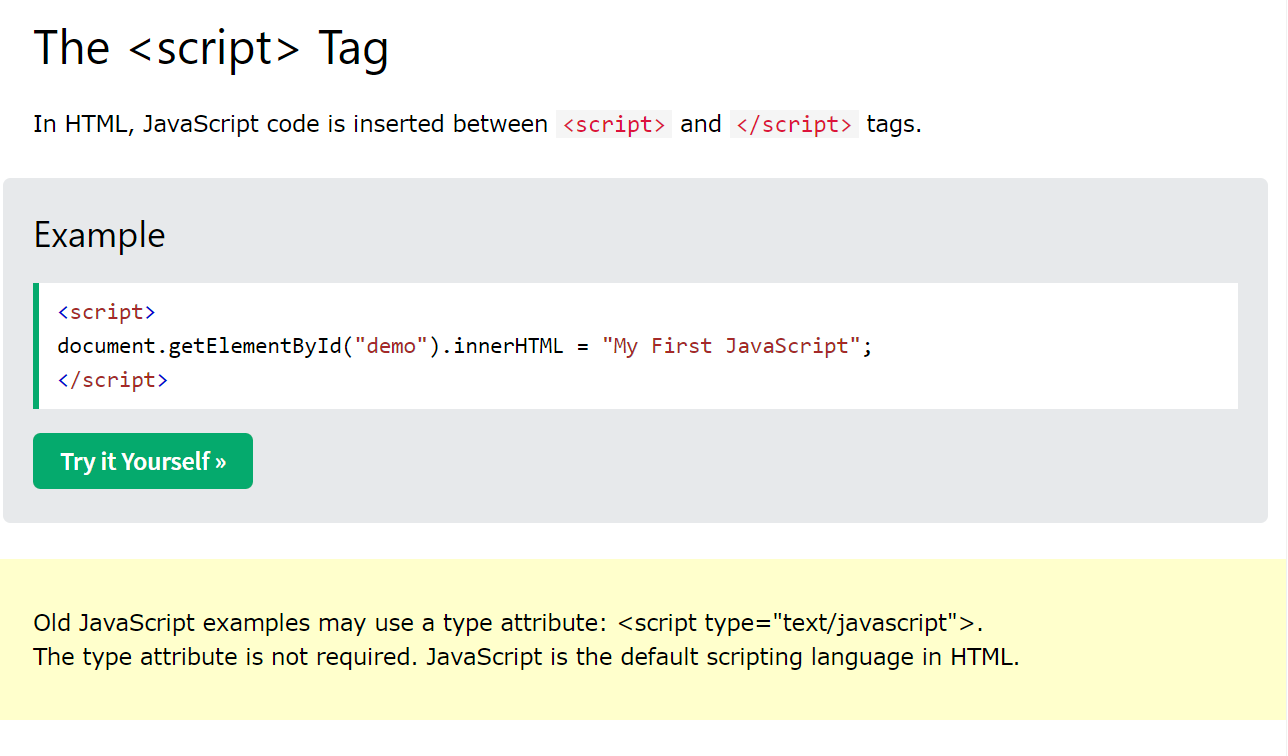 The <script> Tag
In HTML, JavaScript code is inserted between <script> and </script> tags.
Example
<script>
document.getElementById("demo").innerHTML = "My First JavaScript";
</script>
Try it Yourself »
Old JavaScript examples may use a type attribute: <script type="text/javascript">.
The type attribute is not required. JavaScript is the default scripting language in HTML.